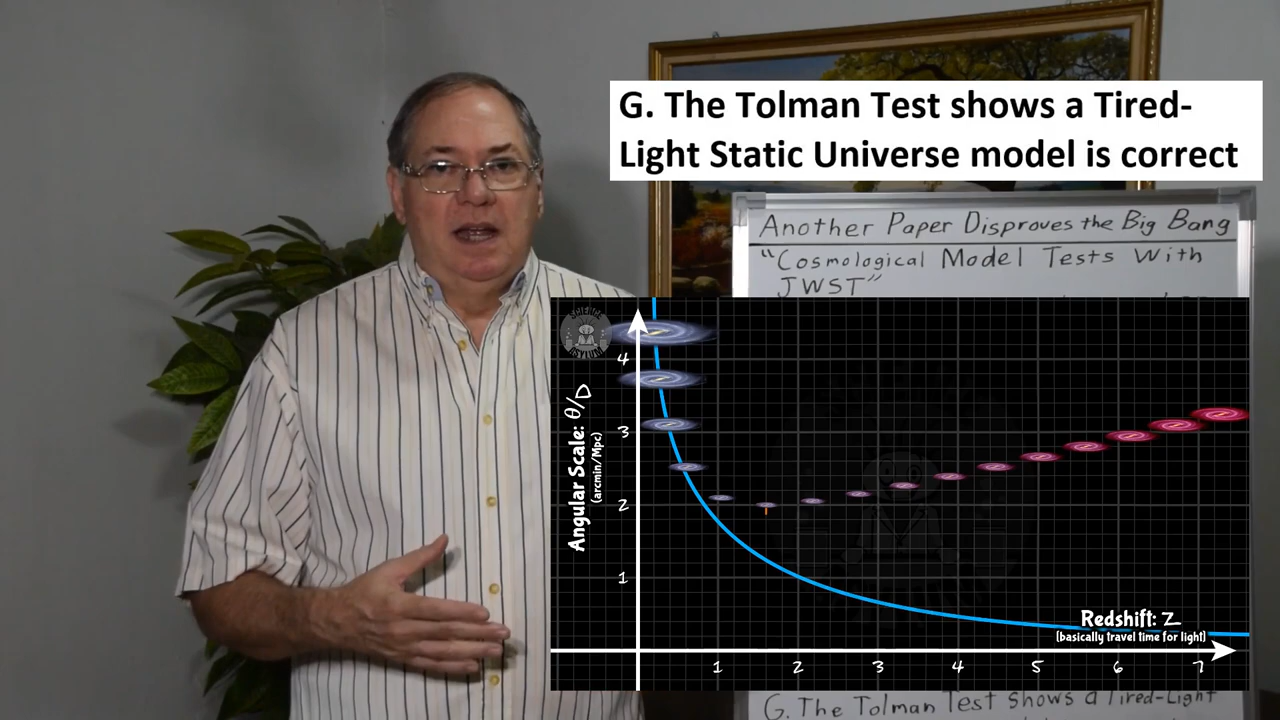 G. The Tolman Test shows a Tired-
Light Static Universe model is correct
Another Paper Disproves the Big Bang
"Cosmological Model Tests With
JWST"
SCIENCE
ASYLUM
Angular Scale: θ/D
(arcmin/Mpc)
4
3
2
1
Redshift: Z
(basically travel time for light)
1 2 3 4 5 6 7
G. The Tolman Test shows a Tired-Light